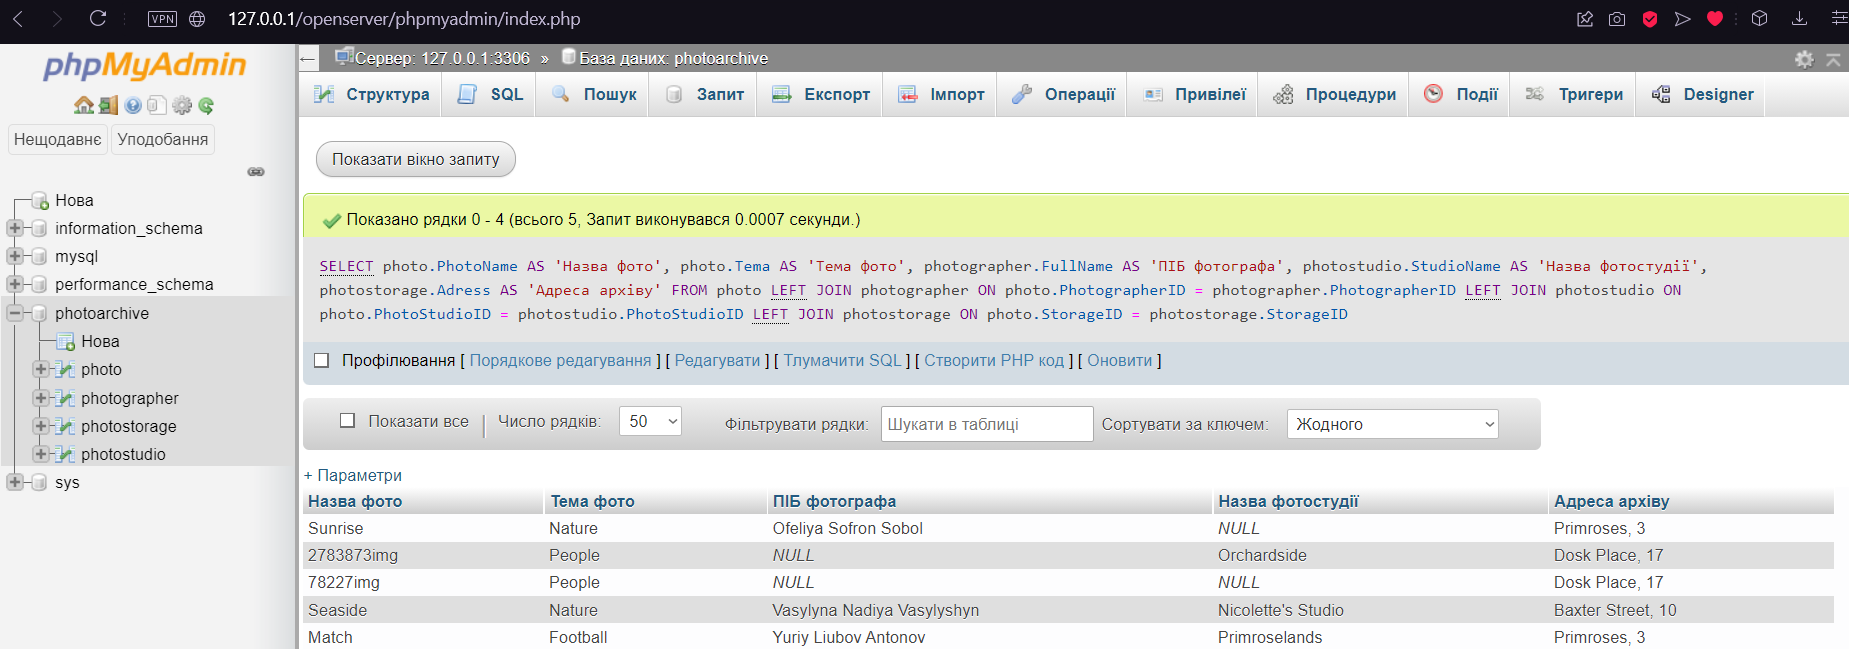 VPN 127.0.0.1/openserver/phpmyadmin/index.php
phpMyAdmin
Нещодавнє Уподобання
Нова
information_schema
mysql
performance_schema
photoarchive
Нова
photo
photographer
photostorage
photostudio
sys
← Сервер: 127.0.0.1:3306 » База даних: photoarchive
Структура SQL Пошук Запит Експорт Імпорт Операції Привілеї Процедури Події Тригери Designer
Показати вікно запиту
Показано рядки 0 - 4 (всього 5, Запит виконувався 0.0007 секунди.)
SELECT photo.PhotoName AS 'Назва фото', photo.Tema AS 'Тема фото', photographer.FullName AS 'ПІБ фотографа', photostudio.StudioName AS 'Назва фотостудії',
photostorage.Adress AS 'Адреса архіву' FROM photo LEFT JOIN photographer ON photo.PhotographerID = photographer.PhotographerID LEFT JOIN photostudio ON
photo.PhotoStudioID = photostudio.PhotoStudioID LEFT JOIN photostorage ON photo.StorageID = photostorage.StorageID
Профілювання [ Порядкове редагування ] [ Редагувати ] [ Тлумачити SQL ] [ Створити PHP код ] [ Оновити ]
Показати все | Число рядків: 50 Фільтрувати рядки: Шукати в таблиці Сортувати за ключем: Жодного
+ Параметри
Назва фото Тема фото ПІБ фотографа Назва фотостудії Адреса архіву
Sunrise Nature Ofeliya Sofron Sobol NULL Primroses, 3
2783873img People NULL Orchardside Dosk Place, 17
78227img People NULL NULL Dosk Place, 17
Seaside Nature Vasylyna Nadiya Vasylyshyn Nicolette's Studio Baxter Street, 10
Match Football Yuriy Liubov Antonov Primroselands Primroses, 3